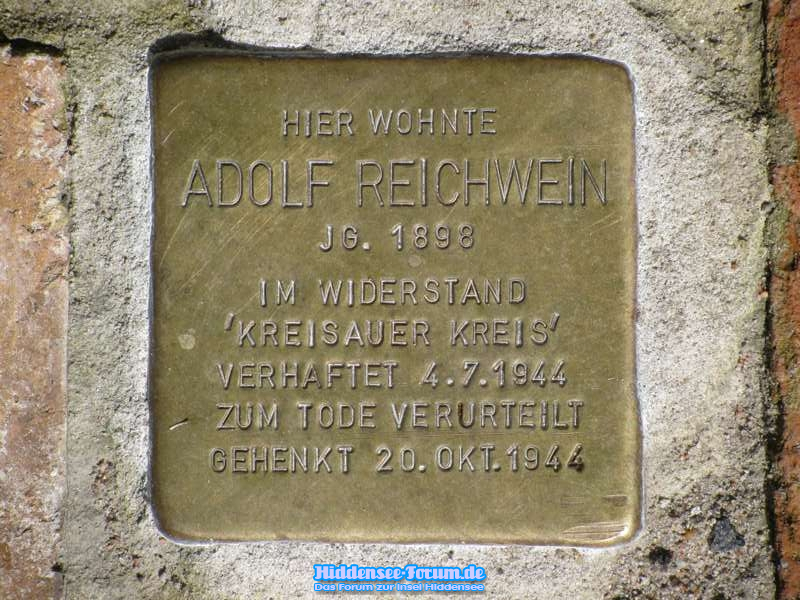 HIER WOHNTE
ADOLF REICHWEIN
JG. 1898
IM WIDERSTAND
'KREISAUER KREIS'
VERHAFTET 4.7.1944
ZUM TODE VERURTEILT
GEHENKT 20.OKT.1944
Hiddensee-Forum.de
Das Forum zur Insel Hiddensee